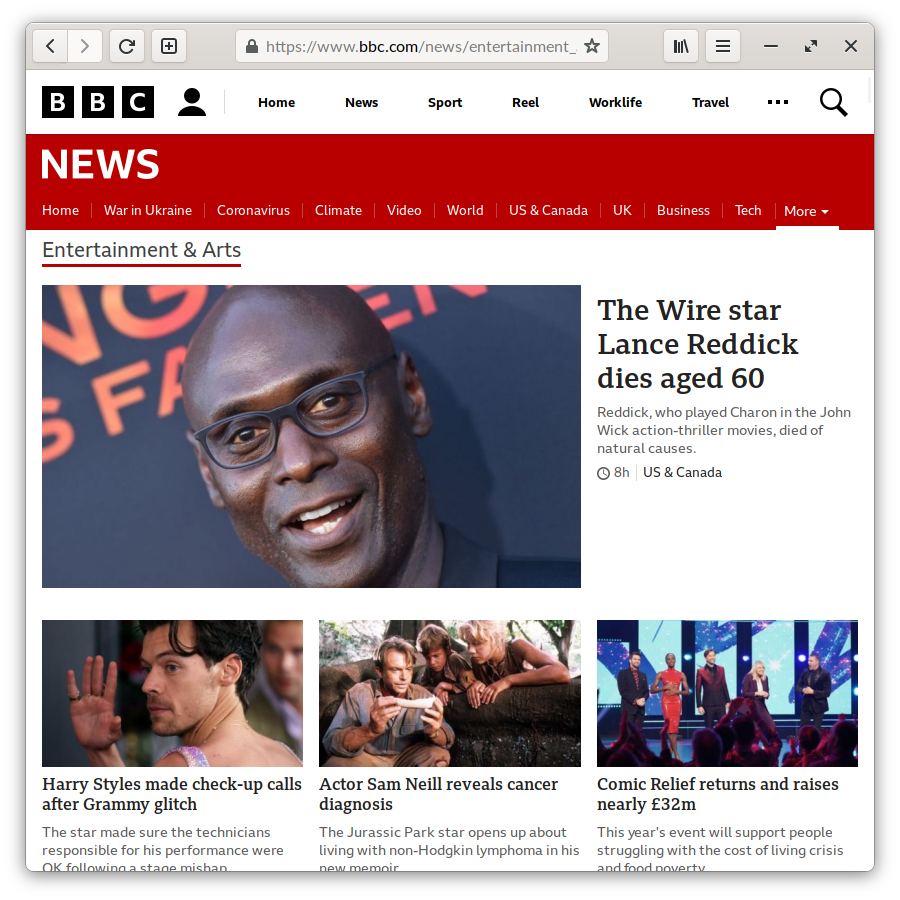 https://www.bbc.com/news/entertainment_
BBC
Home News Sport Reel Worklife Travel
NEWS
Home War in Ukraine Coronavirus Climate Video World US & Canada UK Business Tech More
Entertainment & Arts
The Wire star
Lance Reddick
dies aged 60
Reddick, who played Charon in the John
Wick action-thriller movies, died of
natural causes.
8h US & Canada
Harry Styles made check-up calls
after Grammy glitch
The star made sure the technicians
responsible for his performance were
OK following a stage mishap
Actor Sam Neill reveals cancer
diagnosis
The Jurassic Park star opens up about
living with non-Hodgkin lymphoma in his
new memoir
Comic Relief returns and raises
nearly £32m
This year's event will support people
struggling with the cost of living crisis
and food poverty